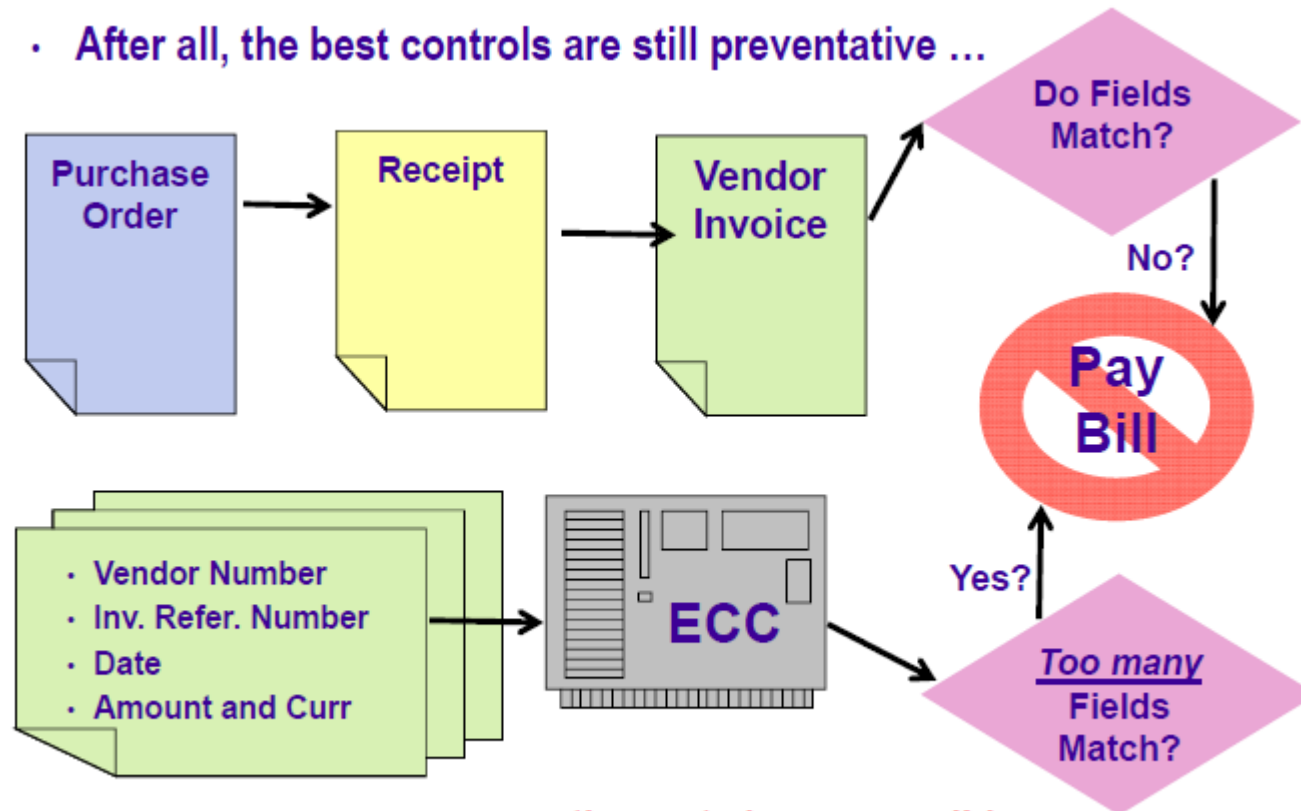 · After all, the best controls are still preventative …
Purchase
Order
Receipt
Vendor
Invoice
Do Fields
Match?
No?
Pay
Bill
· Vendor Number
· Inv. Refer. Number
· Date
· Amount and Curr
ECC
Yes?
Too many
Fields
Match?